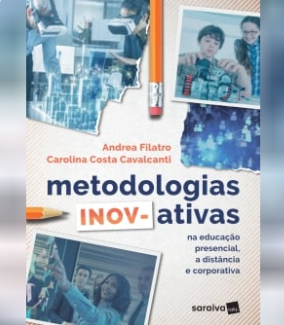 Andrea Filatro
Carolina Costa Cavalcanti
metodologias
INOV-ativas
na educação
presencial,
a distância
e corporativa
saraiva